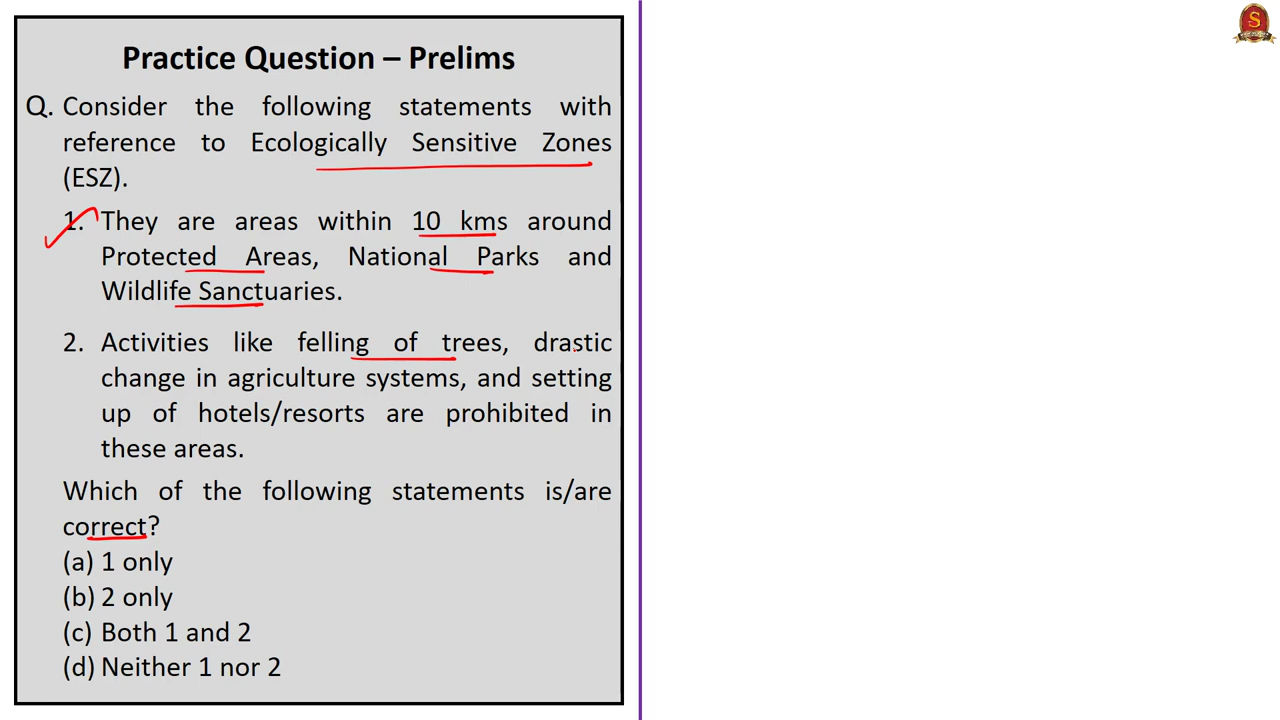 Practice Question – Prelims
Q. Consider the following statements with
reference to Ecologically Sensitive Zones
(ESZ).
1. They are areas within 10 kms around
Protected Areas, National Parks and
Wildlife Sanctuaries.
2. Activities like felling of trees, drastic
change in agriculture systems, and setting
up of hotels/resorts are prohibited in
these areas.
Which of the following statements is/are
correct?
(a) 1 only
(b) 2 only
(c) Both 1 and 2
(d) Neither 1 nor 2
S